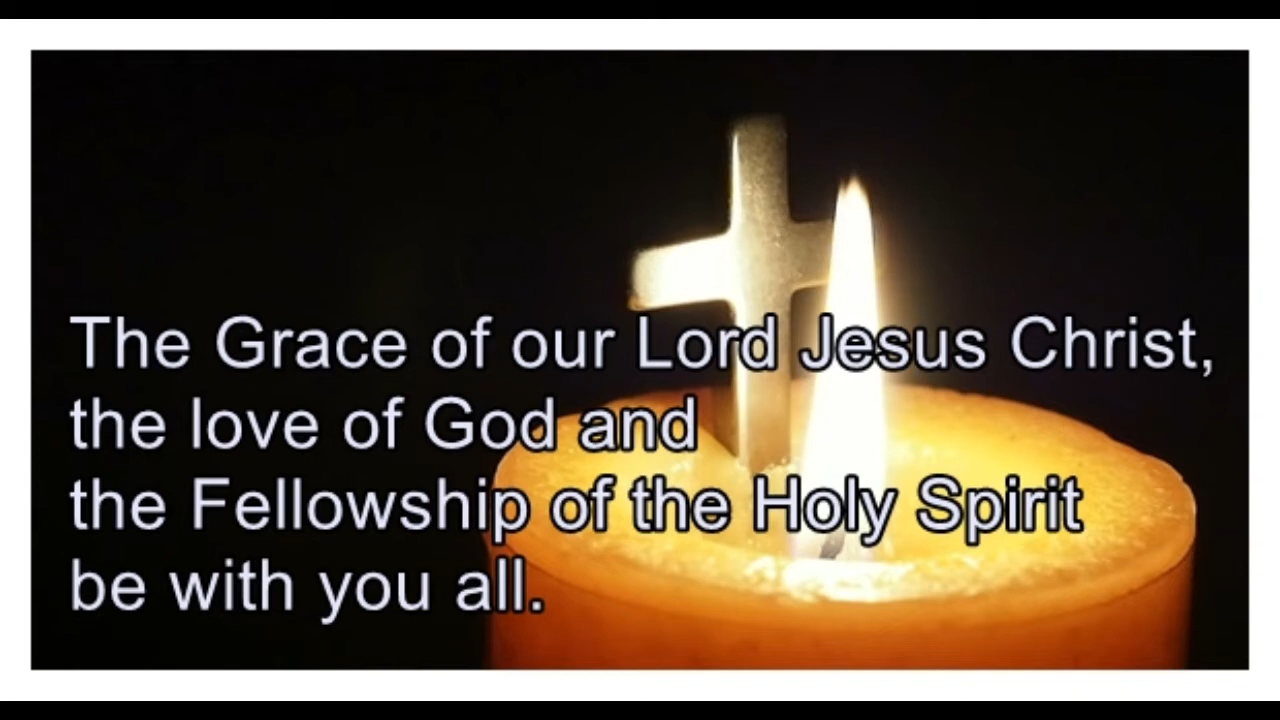 The Grace of our Lord Jesus Christ,
the love of God and
the Fellowship of the Holy Spirit
be with you all.